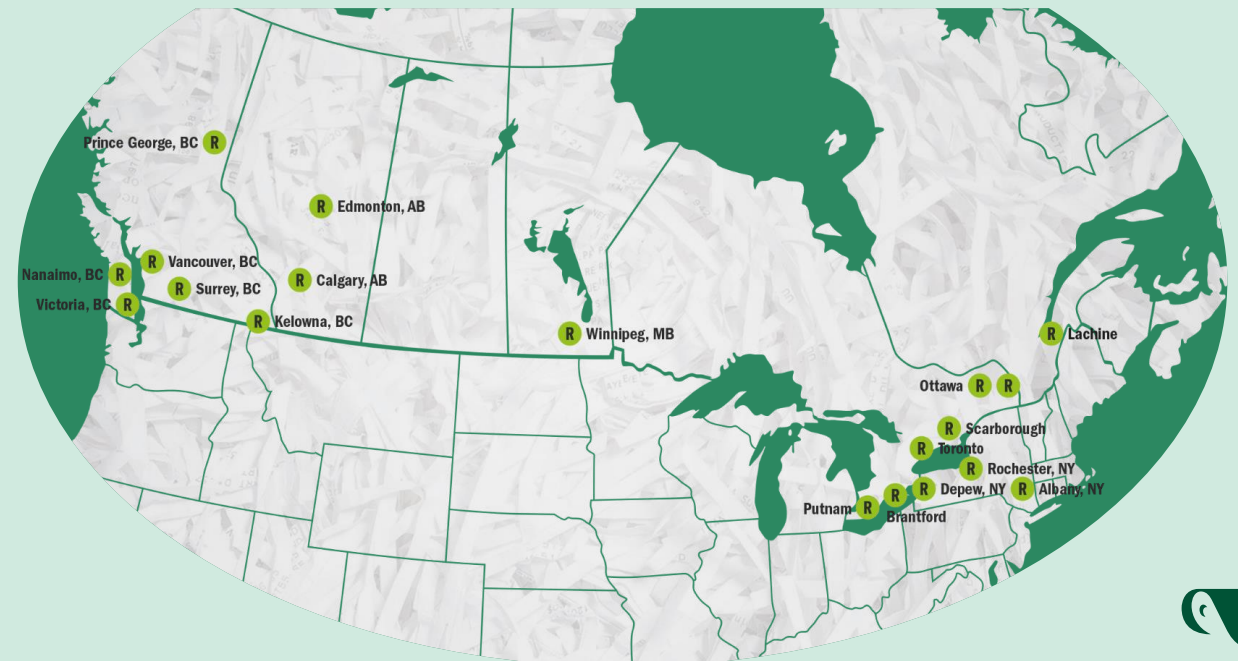 Prince George, BC R
R Edmonton, AB
R Vancouver, BC
Nanaimo, BC R
R Calgary, AB
R Surrey, BC
Victoria, BC R
R Kelowna, BC
R Winnipeg, MB
R Lachine
Ottawa R R
R Scarborough
R Toronto
R Rochester, NY
R Depew, NY
R Albany, NY
Putnam R
R Brantford